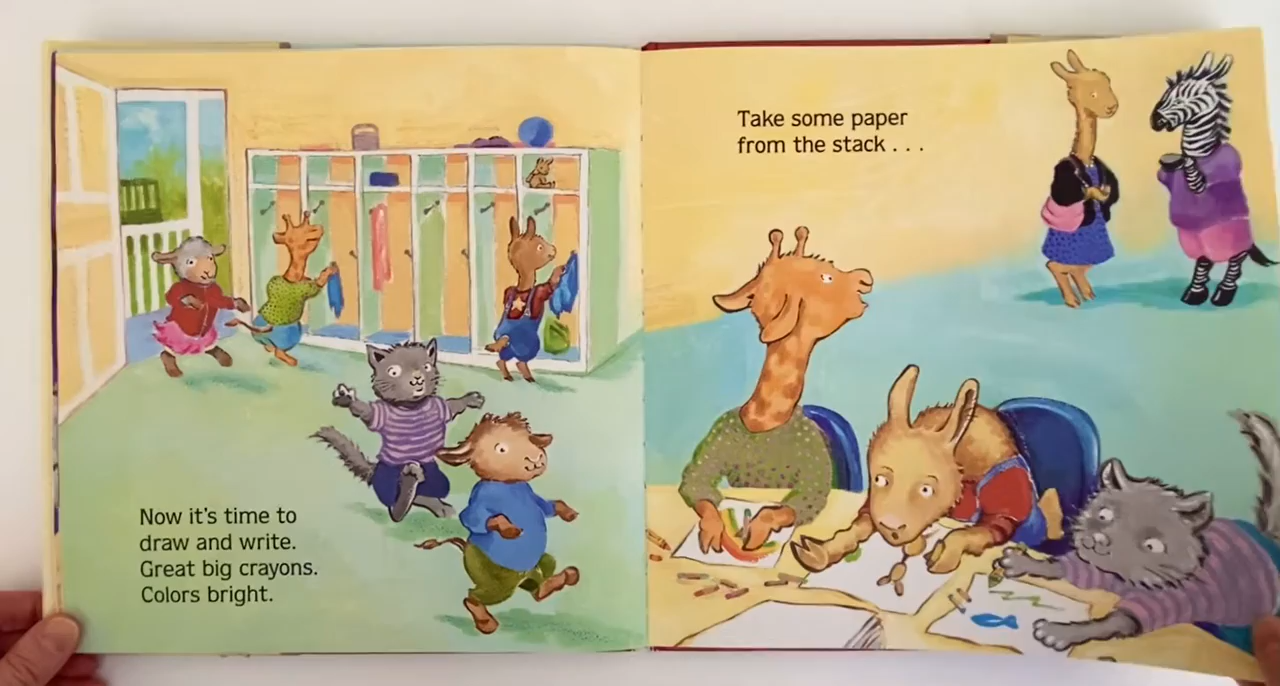 Now it's time to
draw and write.
Great big crayons.
Colors bright.
Take some paper
from the stack . . .